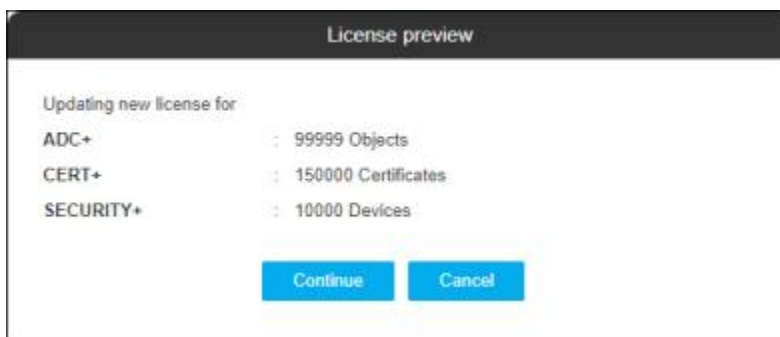 License preview
Updating new license for
ADC+ : 99999 Objects
CERT+ : 150000 Certificates
SECURITY+ : 10000 Devices
Continue Cancel